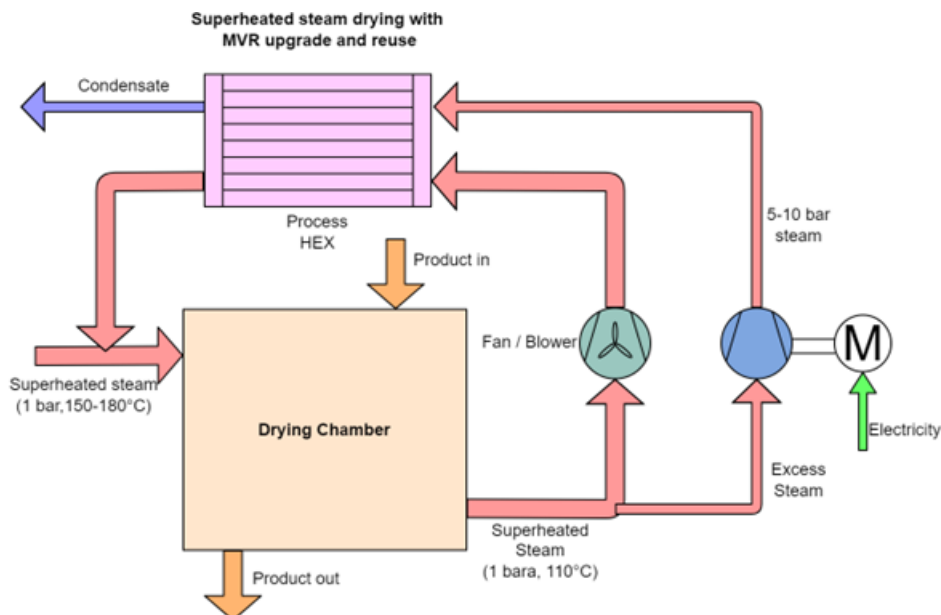 Superheated steam drying with
MVR upgrade and reuse
Condensate
Process
HEX
5-10 bar
steam
Product in
Fan / Blower
M
Superheated steam
(1 bar,150-180°C)
Drying Chamber
Electricity
Excess
Steam
Superheated
Steam
(1 bara, 110°C)
Product out